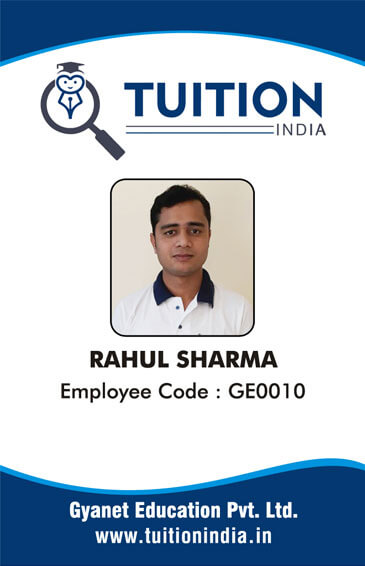 TUITION
INDIA
RAHUL SHARMA
Employee Code : GE0010
Gyanet Education Pvt. Ltd.
www.tuitionindia.in